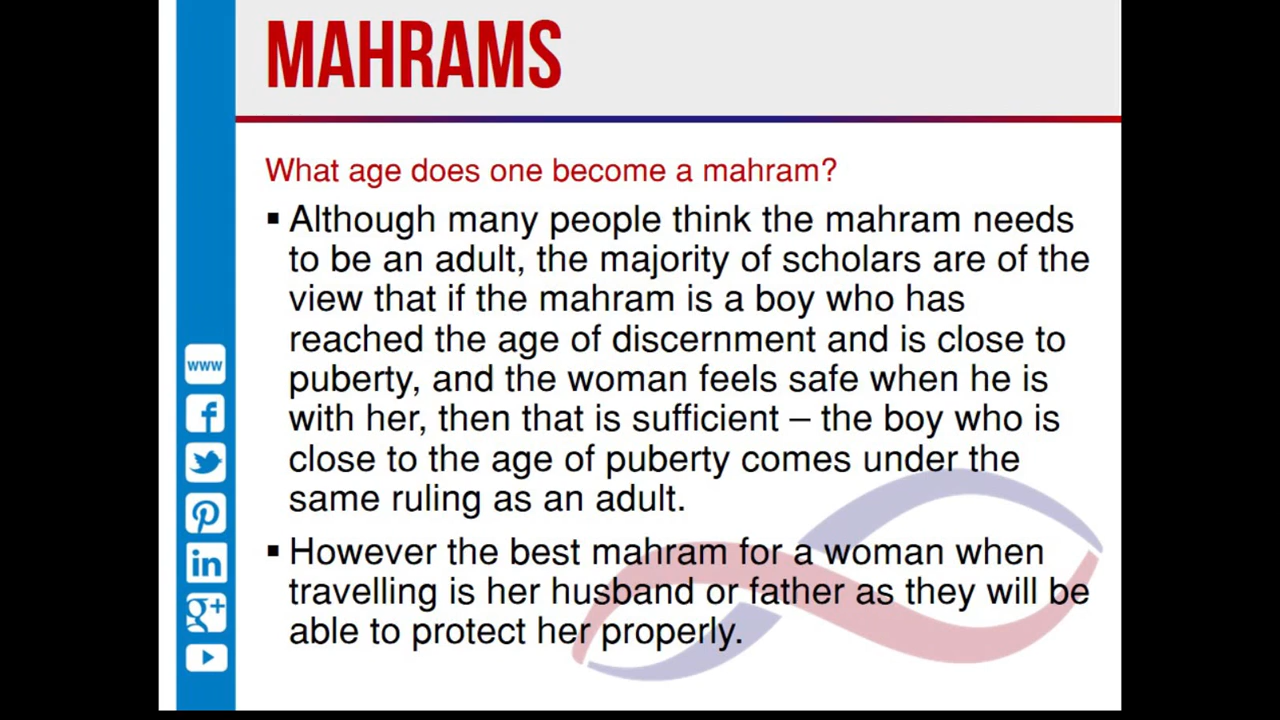 MAHRAMS
What age does one become a mahram?
▪ Although many people think the mahram needs
to be an adult, the majority of scholars are of the
view that if the mahram is a boy who has
reached the age of discernment and is close to
puberty, and the woman feels safe when he is
with her, then that is sufficient – the boy who is
close to the age of puberty comes under the
same ruling as an adult.
▪ However the best mahram for a woman when
travelling is her husband or father as they will be
able to protect her properly.
www
f
in
g+